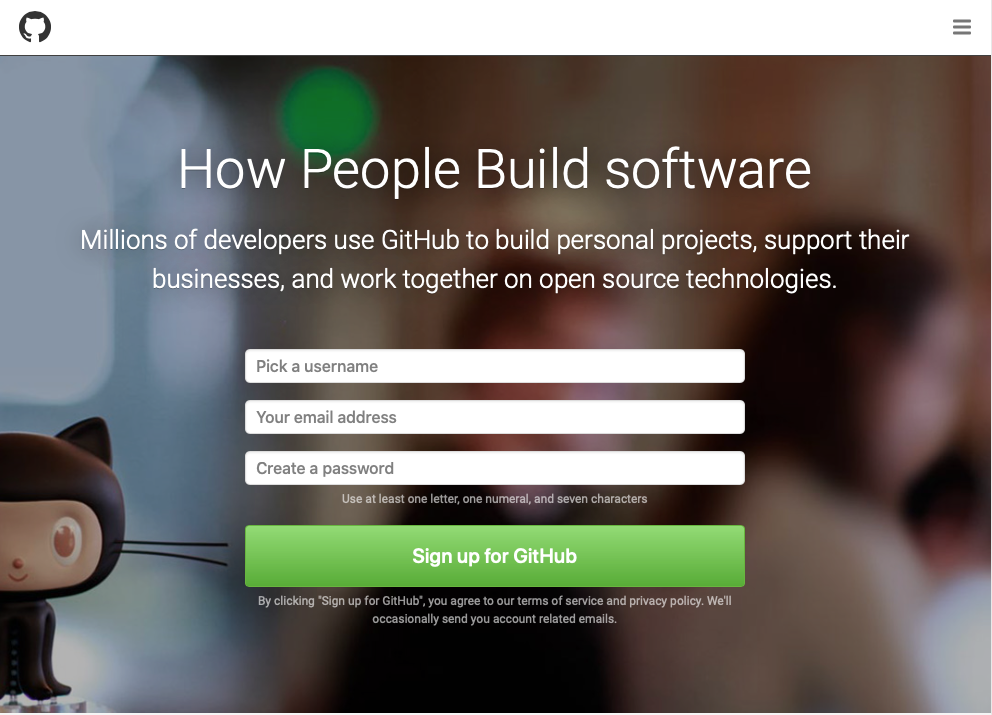 How People Build software
Millions of developers use GitHub to build personal projects, support their
businesses, and work together on open source technologies.
Pick a username
Your email address
Create a password
Use at least one letter, one numeral, and seven characters
Sign up for GitHub
By clicking "Sign up for GitHub", you agree to our terms of service and privacy policy. We'll
occasionally send you account related emails.